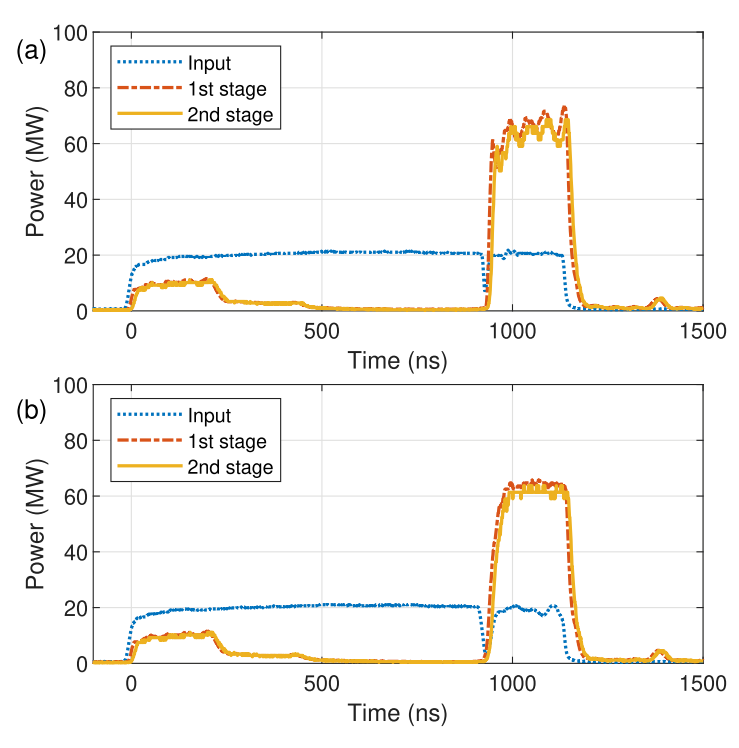 (a)
100
80
60
40
20
0
Power (MW)
Input
1st stage
2nd stage
0
500
1000
1500
Time (ns)
(b)
100
80
60
40
20
0
Power (MW)
Input
1st stage
2nd stage
0
500
1000
1500
Time (ns)